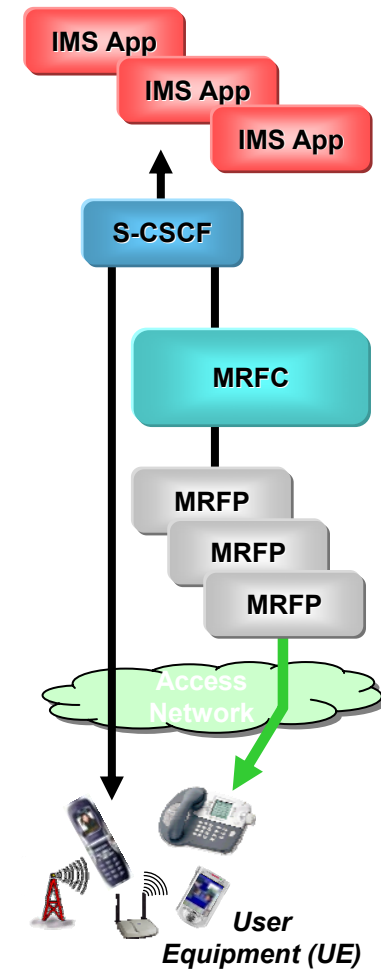 IMS App
IMS App
IMS App
S-CSCF
MRFC
MRFP
MRFP
MRFP
Access
Network
User
Equipment (UE)